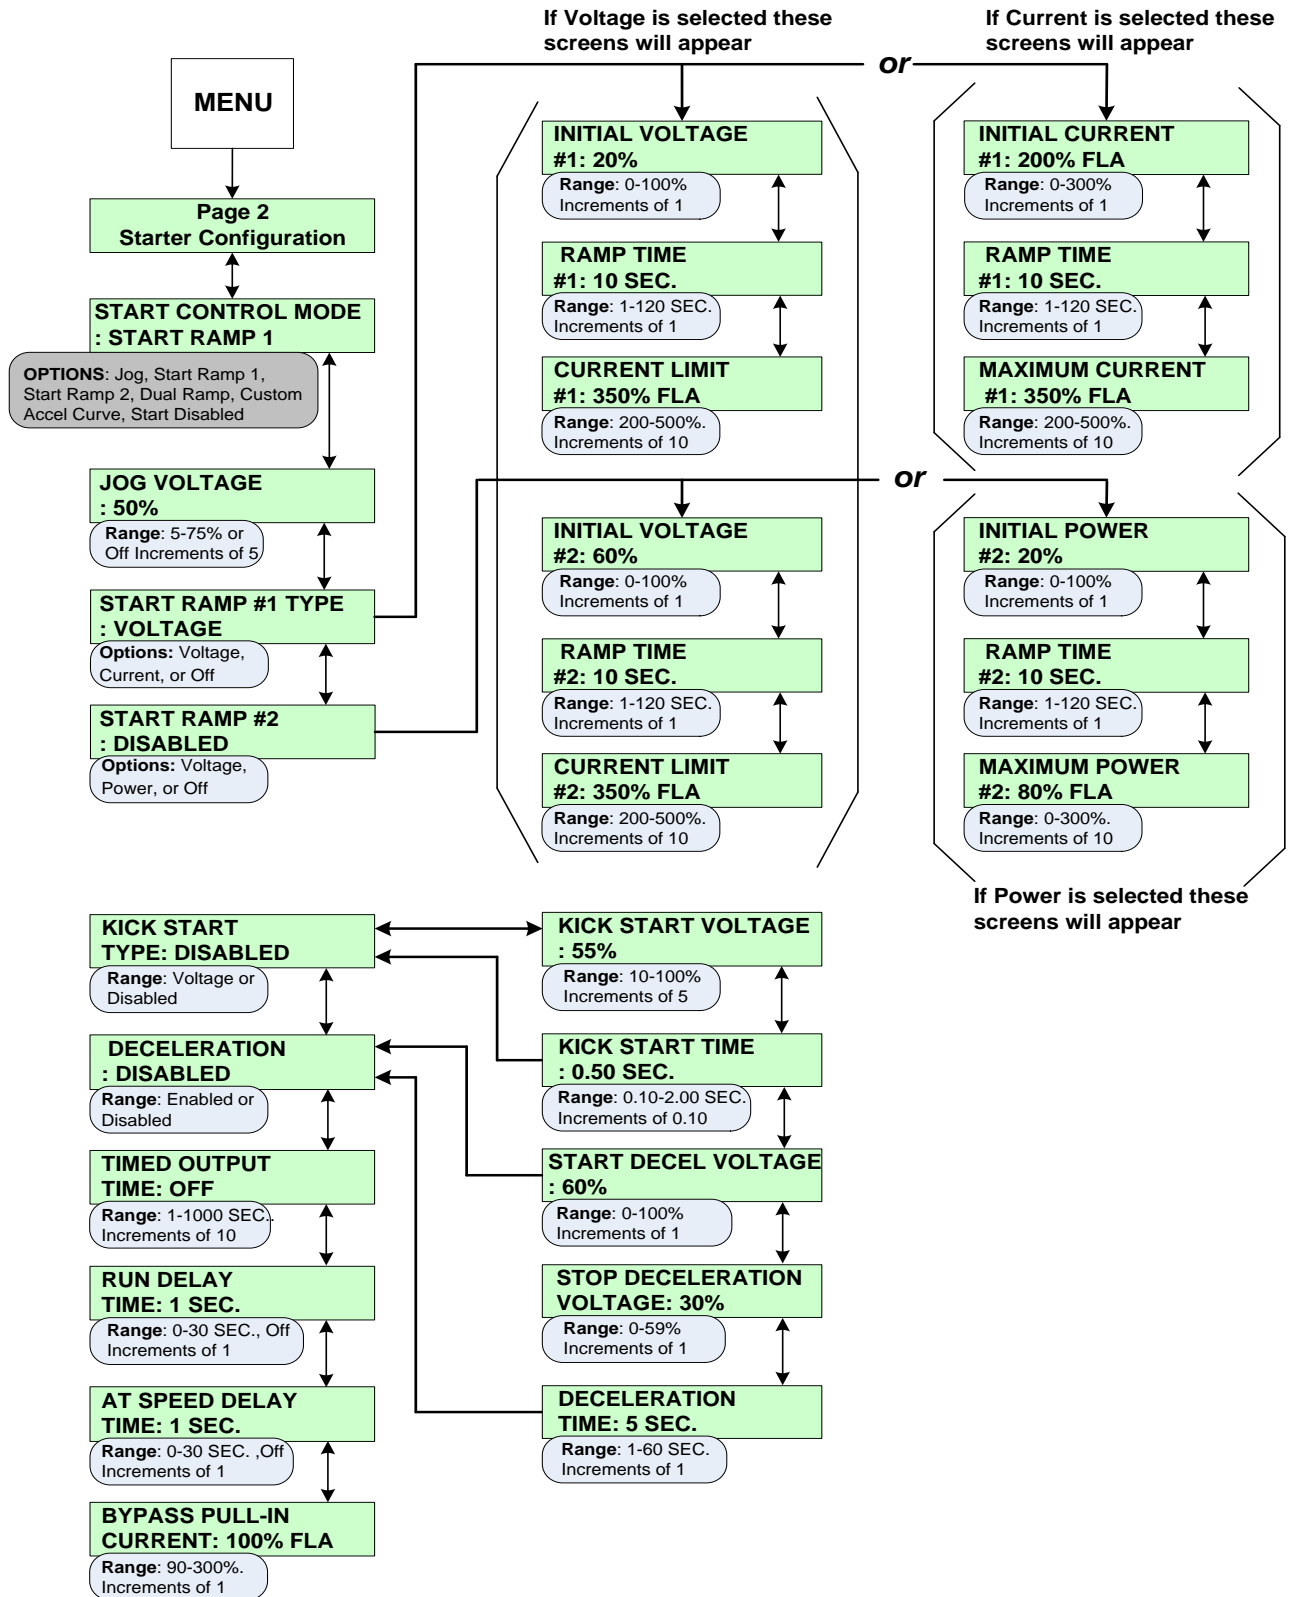 If Voltage is selected these
screens will appear
If Current is selected these
screens will appear
or
MENU
Page 2
Starter Configuration
START CONTROL MODE
: START RAMP 1
OPTIONS: Jog, Start Ramp 1,
Start Ramp 2, Dual Ramp, Custom
Accel Curve, Start Disabled
JOG VOLTAGE
: 50%
Range: 5-75% or
Off Increments of 5
START RAMP #1 TYPE
: VOLTAGE
Options: Voltage,
Current, or Off
START RAMP #2
: DISABLED
Options: Voltage,
Power, or Off
INITIAL VOLTAGE
#1: 20%
Range: 0-100%
Increments of 1
RAMP TIME
#1: 10 SEC.
Range: 1-120 SEC.
Increments of 1
CURRENT LIMIT
#1: 350% FLA
Range: 200-500%.
Increments of 10
INITIAL CURRENT
#1: 200% FLA
Range: 0-300%
Increments of 1
RAMP TIME
#1: 10 SEC.
Range: 1-120 SEC.
Increments of 1
MAXIMUM CURRENT
#1: 350% FLA
Range: 200-500%.
Increments of 10
or
INITIAL VOLTAGE
#2: 60%
Range: 0-100%
Increments of 1
RAMP TIME
#2: 10 SEC.
Range: 1-120 SEC.
Increments of 1
CURRENT LIMIT
#2: 350% FLA
Range: 200-500%.
Increments of 10
INITIAL POWER
#2: 20%
Range: 0-100%
Increments of 1
RAMP TIME
#2: 10 SEC.
Range: 1-120 SEC.
Increments of 1
MAXIMUM POWER
#2: 80% FLA
Range: 0-300%.
Increments of 10
If Power is selected these
screens will appear
KICK START
TYPE: DISABLED
Range: Voltage or
Disabled
DECELERATION
: DISABLED
Range: Enabled or
Disabled
TIMED OUTPUT
TIME: OFF
Range: 1-1000 SEC..
Increments of 10
RUN DELAY
TIME: 1 SEC.
Range: 0-30 SEC., Off
Increments of 1
AT SPEED DELAY
TIME: 1 SEC.
Range: 0-30 SEC. ,Off
Increments of 1
BYPASS PULL-IN
CURRENT: 100% FLA
Range: 90-300%.
Increments of 1
KICK START VOLTAGE
: 55%
Range: 10-100%
Increments of 5
KICK START TIME
: 0.50 SEC.
Range: 0.10-2.00 SEC.
Increments of 0.10
START DECEL VOLTAGE
: 60%
Range: 0-100%
Increments of 1
STOP DECELERATION
VOLTAGE: 30%
Range: 0-59%
Increments of 1
DECELERATION
TIME: 5 SEC.
Range: 1-60 SEC.
Increments of 1